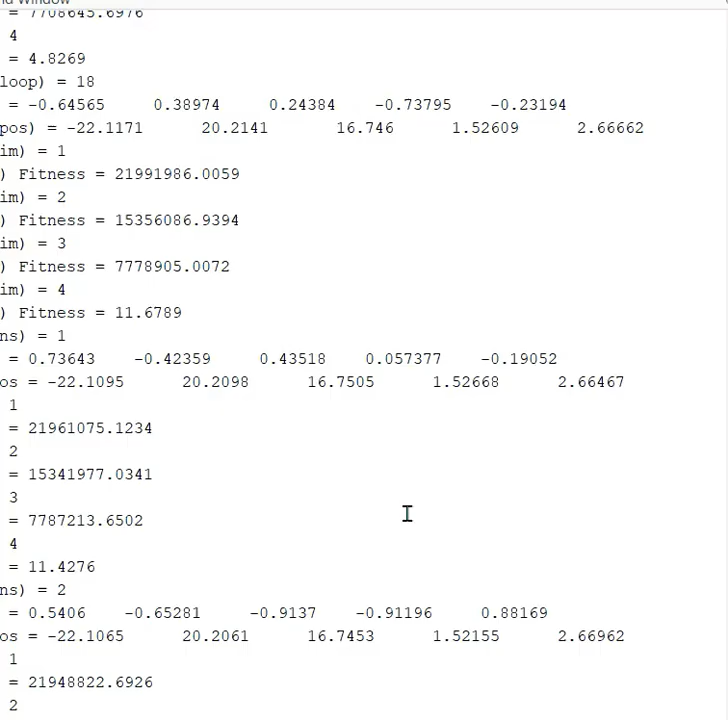 nd Window
= 7708645.6976
4
= 4.8269
loop) = 18
= -0.64565 0.38974 0.24384 -0.73795 -0.23194
pos) = -22.1171 20.2141 16.746 1.52609 2.66662
im) = 1
) Fitness = 21991986.0059
im) = 2
) Fitness = 15356086.9394
im) = 3
) Fitness = 7778905.0072
im) = 4
) Fitness = 11.6789
ns) = 1
= 0.73643 -0.42359 0.43518 0.057377 -0.19052
os = -22.1095 20.2098 16.7505 1.52668 2.66467
1
= 21961075.1234
2
= 15341977.0341
3
= 7787213.6502
4
= 11.4276
ns) = 2
= 0.5406 -0.65281 -0.9137 -0.91196 0.88169
os = -22.1065 20.2061 16.7453 1.52155 2.66962
1
= 21948822.6926
2